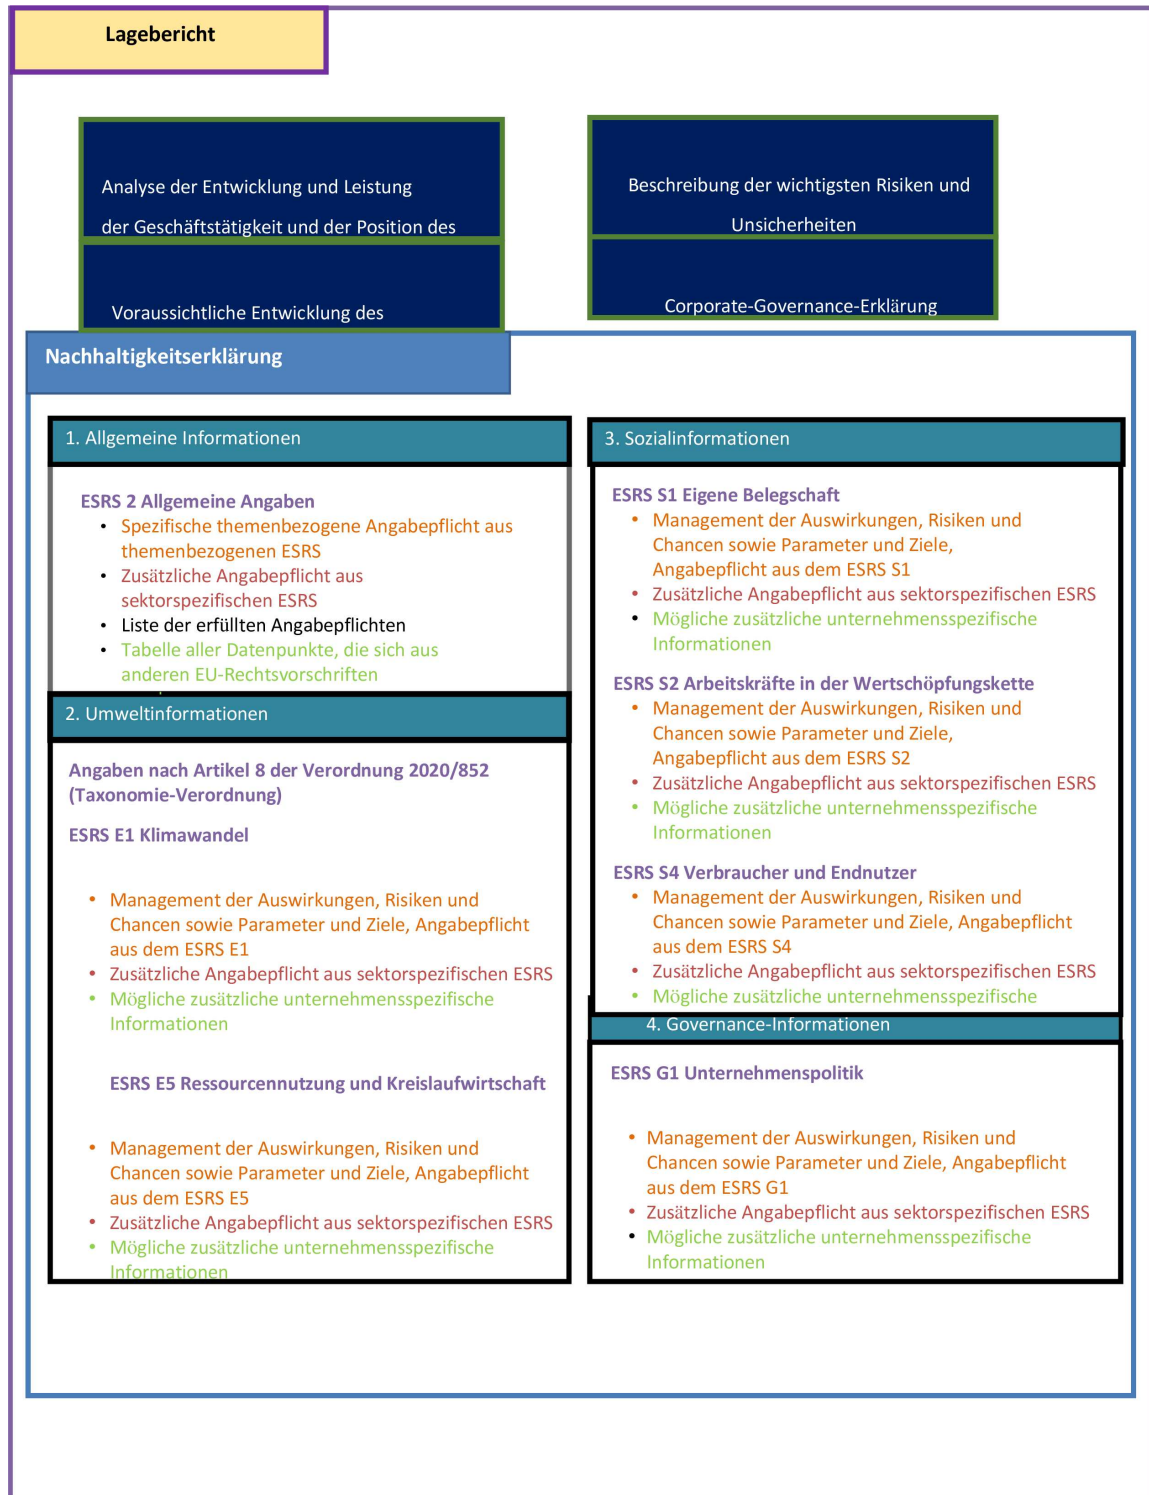 Lagebericht
Analyse der Entwicklung und Leistung
der Geschäftstätigkeit und der Position des
Voraussichtliche Entwicklung des
Beschreibung der wichtigsten Risiken und
Unsicherheiten
Corporate-Governance-Erklärung
Nachhaltigkeitserklärung
1. Allgemeine Informationen
ESRS 2 Allgemeine Angaben
• Spezifische themenbezogene Angabepflicht aus
themenbezogenen ESRS
• Zusätzliche Angabepflicht aus
sektorspezifischen ESRS
• Liste der erfüllten Angabepflichten
• Tabelle aller Datenpunkte, die sich aus
anderen EU-Rechtsvorschriften
2. Umweltinformationen
Angaben nach Artikel 8 der Verordnung 2020/852
(Taxonomie-Verordnung)
ESRS E1 Klimawandel
• Management der Auswirkungen, Risiken und
Chancen sowie Parameter und Ziele, Angabepflicht
aus dem ESRS E1
• Zusätzliche Angabepflicht aus sektorspezifischen ESRS
• Mögliche zusätzliche unternehmensspezifische
Informationen
ESRS E5 Ressourcennutzung und Kreislaufwirtschaft
• Management der Auswirkungen, Risiken und
Chancen sowie Parameter und Ziele, Angabepflicht
aus dem ESRS E5
• Zusätzliche Angabepflicht aus sektorspezifischen ESRS
• Mögliche zusätzliche unternehmensspezifische
Informationen
3. Sozialinformationen
ESRS S1 Eigene Belegschaft
• Management der Auswirkungen, Risiken und
Chancen sowie Parameter und Ziele,
Angabepflicht aus dem ESRS S1
• Zusätzliche Angabepflicht aus sektorspezifischen ESRS
• Mögliche zusätzliche unternehmensspezifische
Informationen
ESRS S2 Arbeitskräfte in der Wertschöpfungskette
• Management der Auswirkungen, Risiken und
Chancen sowie Parameter und Ziele,
Angabepflicht aus dem ESRS S2
• Zusätzliche Angabepflicht aus sektorspezifischen ESRS
• Mögliche zusätzliche unternehmensspezifische
Informationen
ESRS S4 Verbraucher und Endnutzer
• Management der Auswirkungen, Risiken und
Chancen sowie Parameter und Ziele, Angabepflicht
aus dem ESRS S4
• Zusätzliche Angabepflicht aus sektorspezifischen ESRS
• Mögliche zusätzliche unternehmensspezifische
4. Governance-Informationen
ESRS G1 Unternehmenspolitik
• Management der Auswirkungen, Risiken und
Chancen sowie Parameter und Ziele, Angabepflicht
aus dem ESRS G1
• Zusätzliche Angabepflicht aus sektorspezifischen ESRS
• Mögliche zusätzliche unternehmensspezifische
Informationen